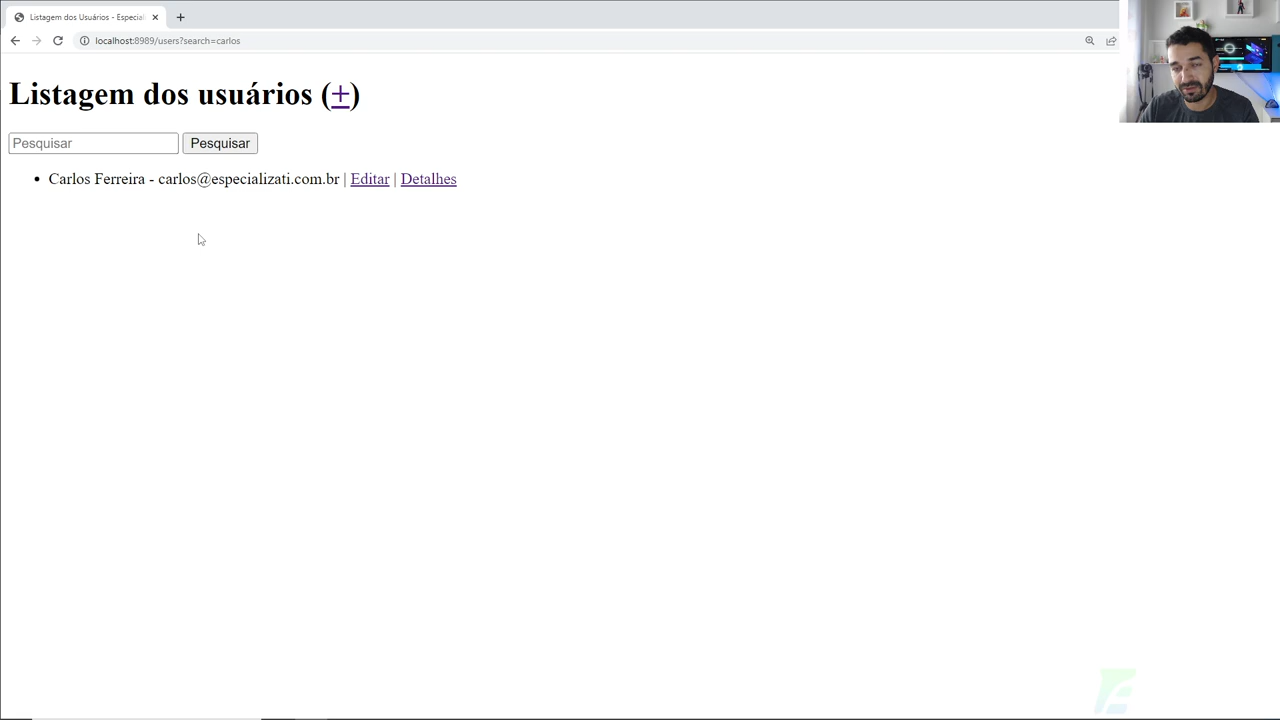 Listagem dos Usuários - Especial
localhost:8989/users?search=carlos
Listagem dos usuários (+)
Pesquisar Pesquisar
• Carlos Ferreira - carlos@especializati.com.br | Editar | Detalhes